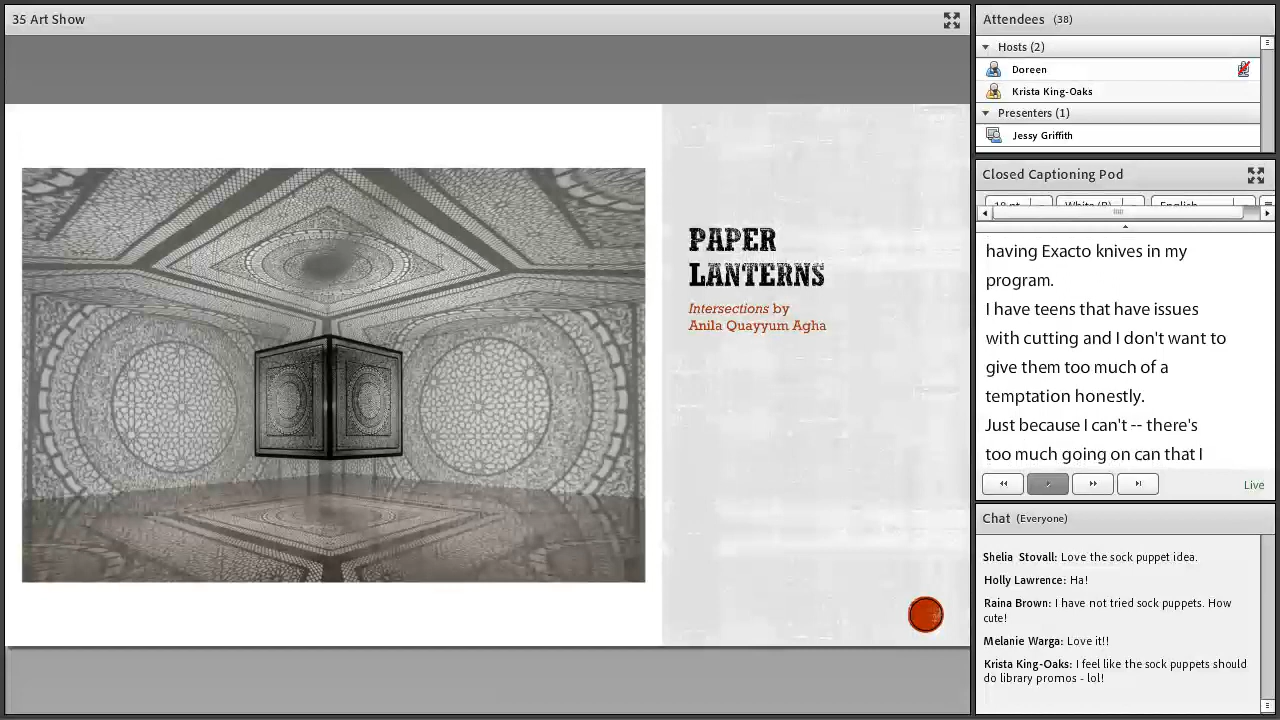 35 Art Show
PAPER
LANTERNS
Intersections by
Anila Quayyum Agha
Attendees (38)
Hosts (2)
Doreen
Krista King-Oaks
Presenters (1)
Jessy Griffith
Closed Captioning Pod
18 pt
White (B)
English
having Exacto knives in my
program.
I have teens that have issues
with cutting and I don't want to
give them too much of a
temptation honestly.
Just because I can't -- there's
too much going on can that I
Live
Chat (Everyone)
Shelia Stovall: Love the sock puppet idea.
Holly Lawrence: Ha!
Raina Brown: I have not tried sock puppets. How
cute!
Melanie Warga: Love it!!
Krista King-Oaks: I feel like the sock puppets should
do library promos - lol!